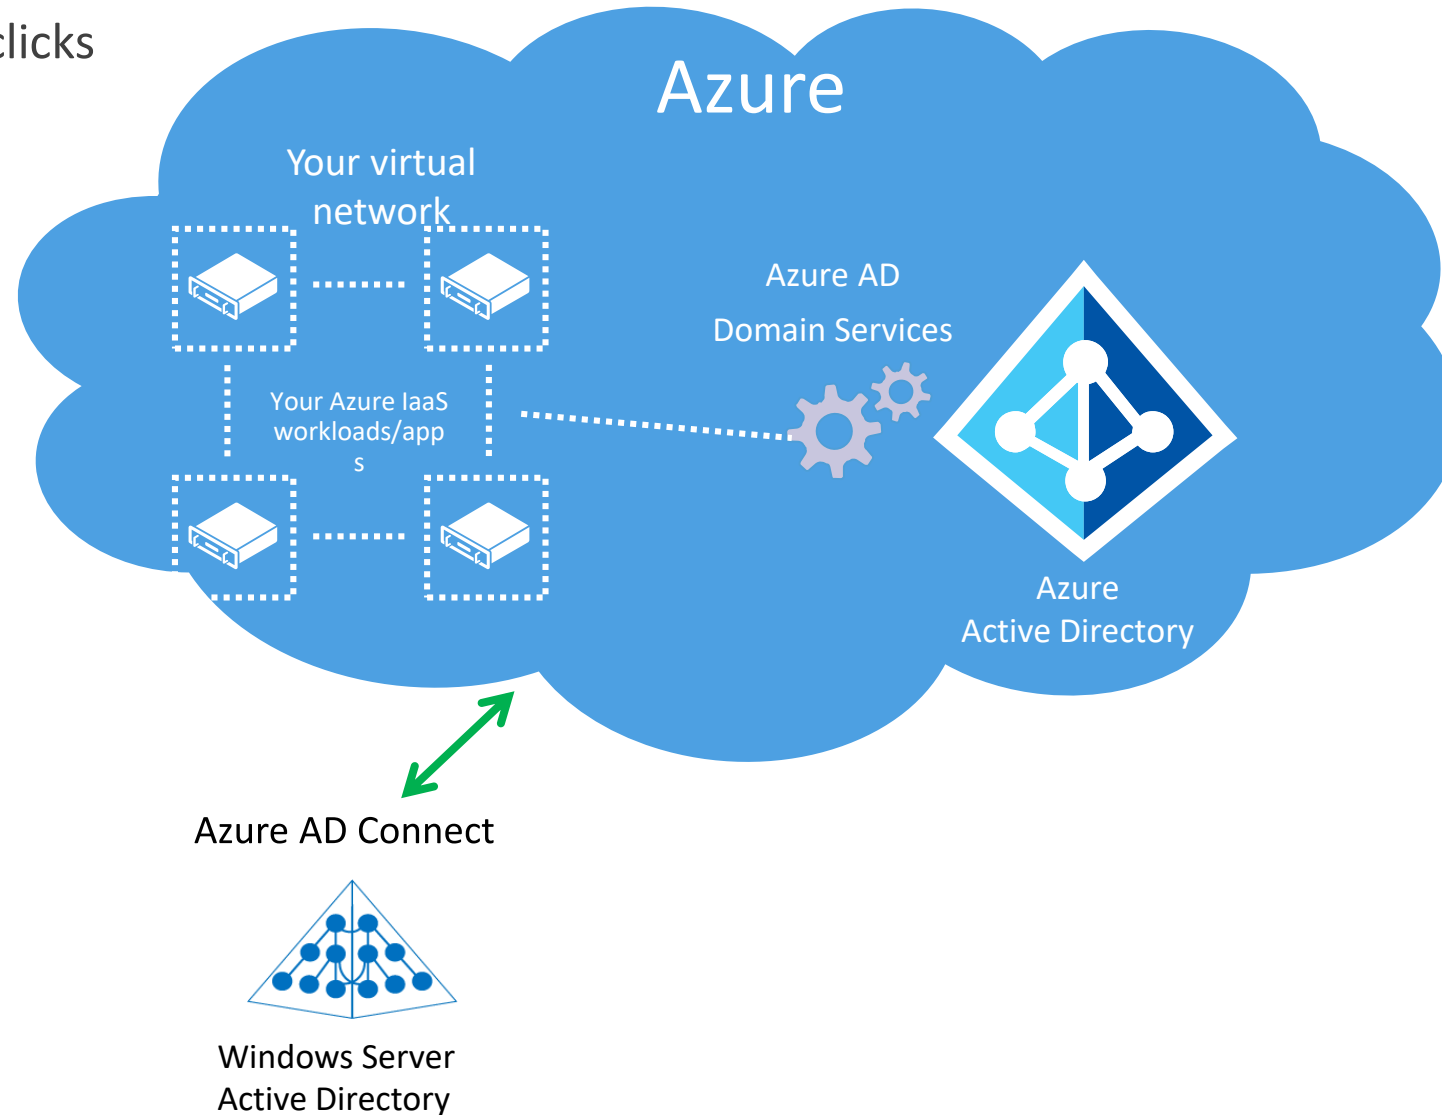 clicks
Azure
Your virtual
network
Azure AD
Domain Services
Your Azure IaaS
workloads/app
s
Azure
Active Directory
Azure AD Connect
Windows Server
Active Directory